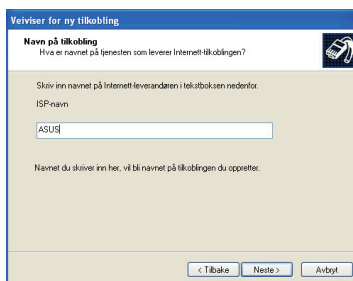 Veiviser for ny tilkobling
Navn på tilkobling
Hva er navnet på tjenesten som leverer Internett-tilkoblingen?
Skriv inn navnet på Internett-leverandøren i tekstboksen nedenfor.
ISP-navn
ASUS
Navnet du skriver inn her, vil bli navnet på tilkoblingen du oppretter.
< Tilbake
Neste >
Avbryt